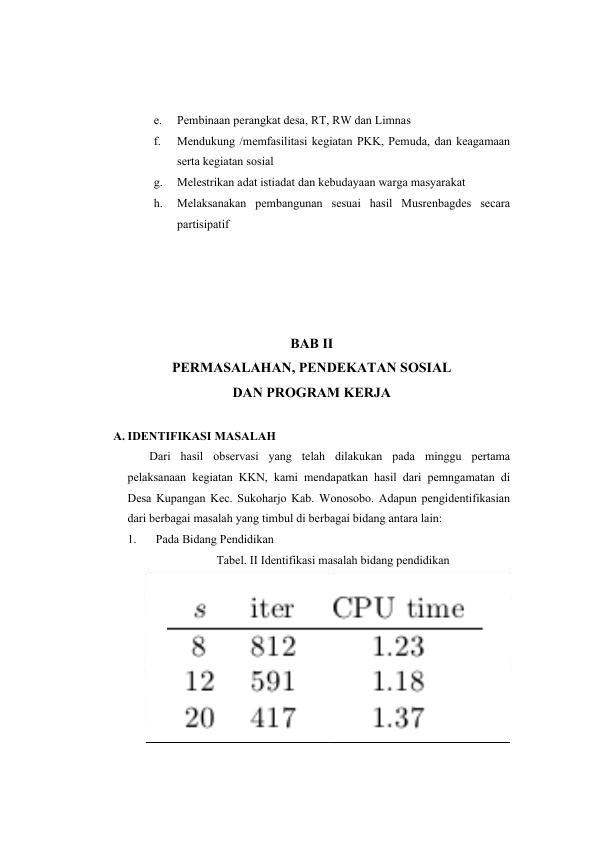 e. Pembinaan perangkat desa, RT, RW dan Limnas
f. Mendukung /memfasilitasi kegiatan PKK, Pemuda, dan keagamaan
serta kegiatan sosial
g. Melestrikan adat istiadat dan kebudayaan warga masyarakat
h. Melaksanakan pembangunan sesuai hasil Musrenbagdes secara
partisipatif
BAB II
PERMASALAHAN, PENDEKATAN SOSIAL
DAN PROGRAM KERJA
A. IDENTIFIKASI MASALAH
Dari hasil observasi yang telah dilakukan pada minggu pertama
pelaksanaan kegiatan KKN, kami mendapatkan hasil dari pemngamatan di
Desa Kupangan Kec. Sukoharjo Kab. Wonosobo. Adapun pengidentifikasian
dari berbagai masalah yang timbul di berbagai bidang antara lain:
1. Pada Bidang Pendidikan
Tabel. II Identifikasi masalah bidang pendidikan
s iter CPU time
8 812 1.23
12 591 1.18
20 417 1.37